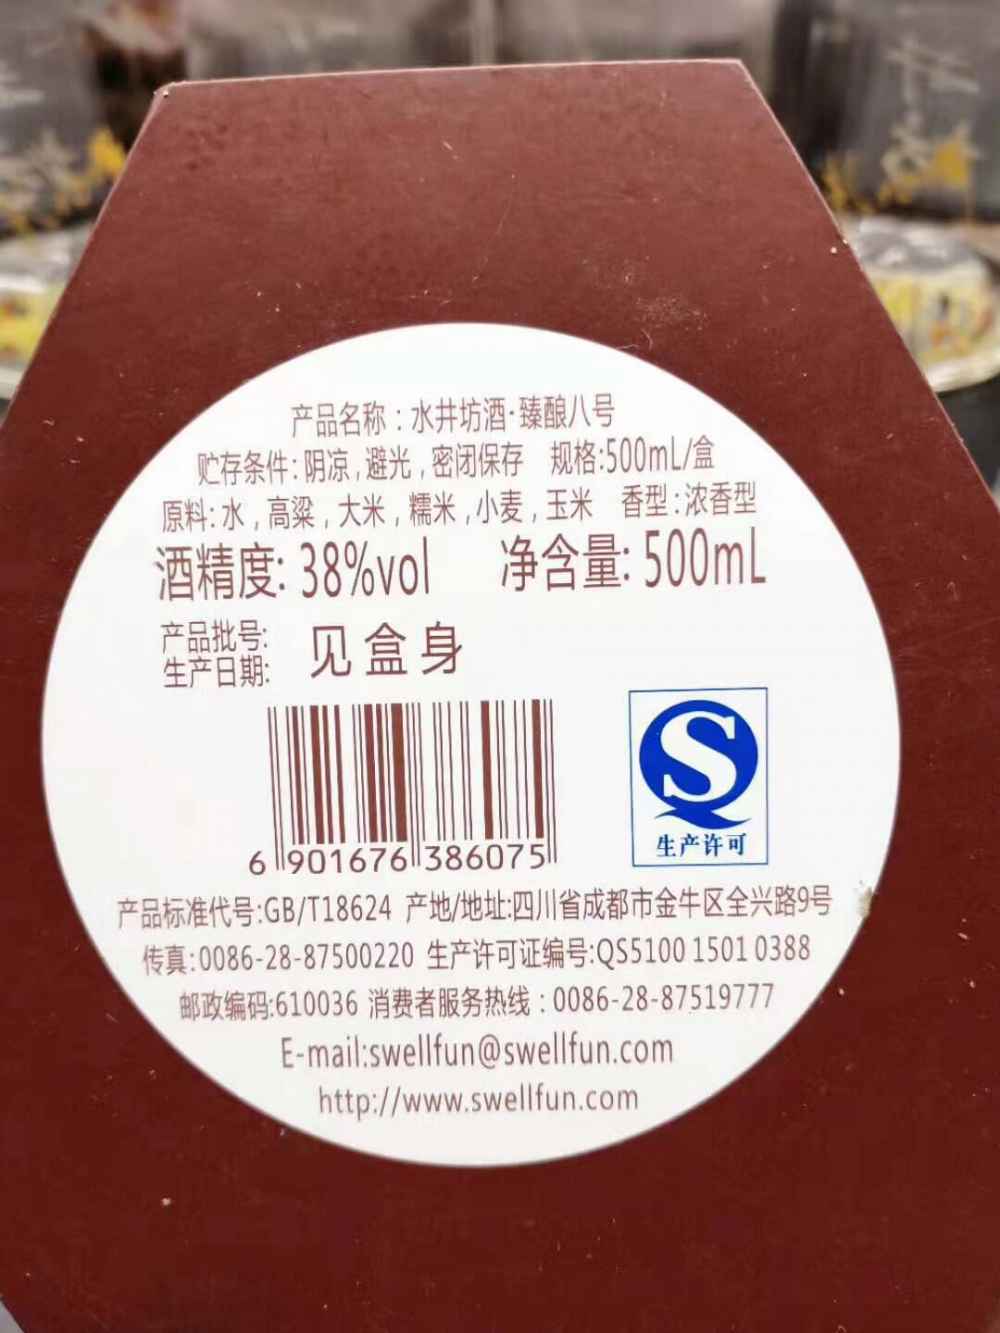 产品名称:水井坊酒·臻酿八号
贮存条件:阴凉,避光,密闭保存 规格:500mL/盒
原料:水,高粱,大米,糯米,小麦,玉米 香型:浓香型
酒精度:38%vol 净含量:500mL
产品批号:
生产日期: 见盒身
S
生产许可
6 901676 386075
产品标准代号:GB/T18624 产地/地址:四川省成都市金牛区全兴路9号
传真:0086-28-87500220 生产许可证编号:QS5100 1501 0388
邮政编码:610036 消费者服务热线:0086-28-87519777
E-mail:swellfun@swellfun.com
http://www.swellfun.com